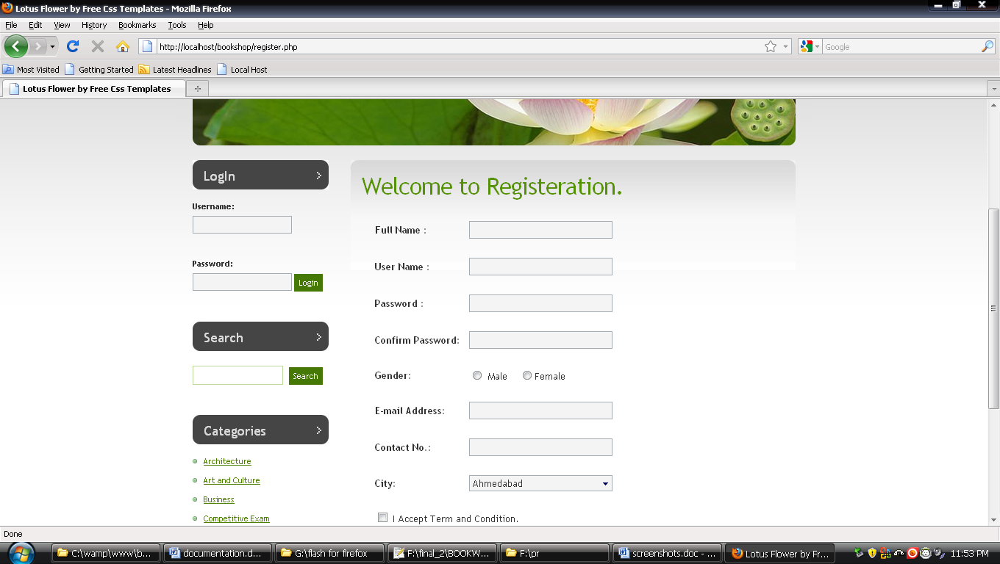 Lotus Flower by Free Css Templates - Mozilla Firefox
File Edit View History Bookmarks Tools Help
http://localhost/bookshop/register.php
Google
Most Visited Getting Started Latest Headlines Local Host
Lotus Flower by Free Css Templates
LogIn
Username:
Password:
Login
Search
Search
Categories
Architecture
Art and Culture
Business
Competitive Exam
Welcome to Registeration.
Full Name :
User Name :
Password :
Confirm Password:
Gender: Male Female
E-mail Address:
Contact No.:
City: Ahmedabad
I Accept Term and Condition.
Done
C:\wamp\www\b... documentation.d... G:\flash for firefox F:\final_2\BOOKW... F:\pr screenshots.doc - ... Lotus Flower by Fr... 11:53 PM